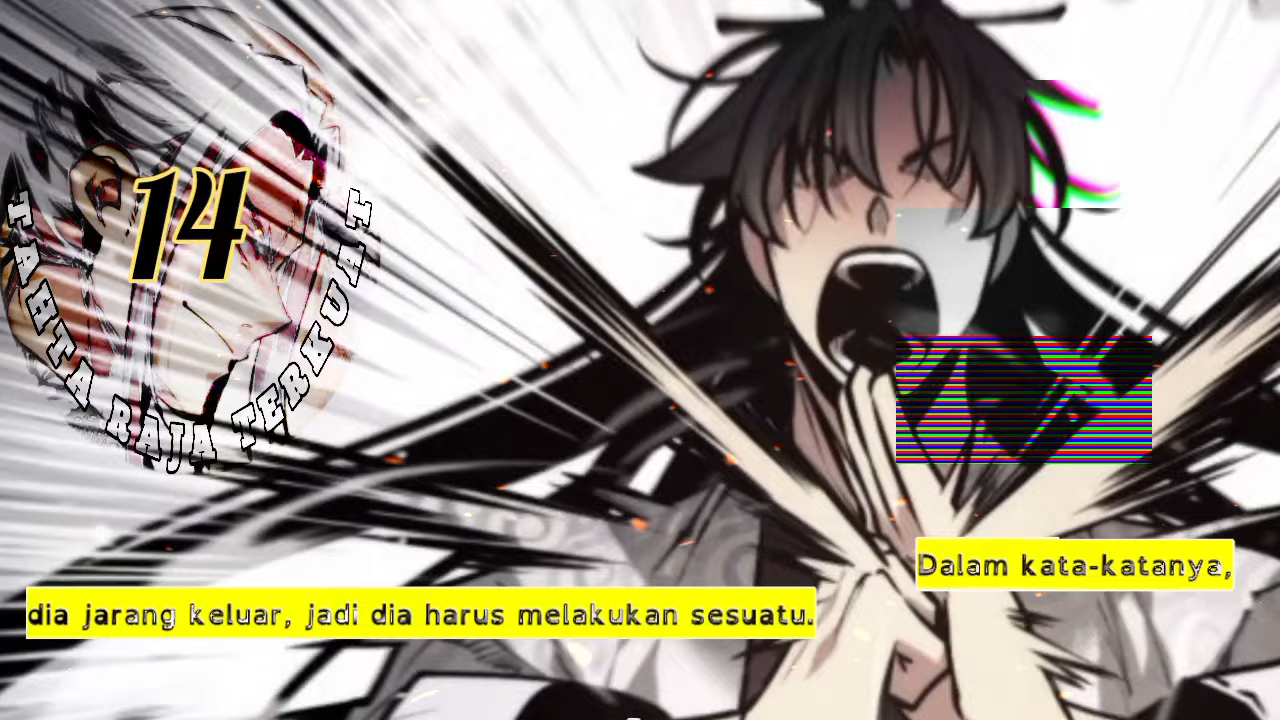 14
TAHTA RAJA TERKUAT
Dalam kata-katanya,
dia jarang keluar, jadi dia harus melakukan sesuatu.